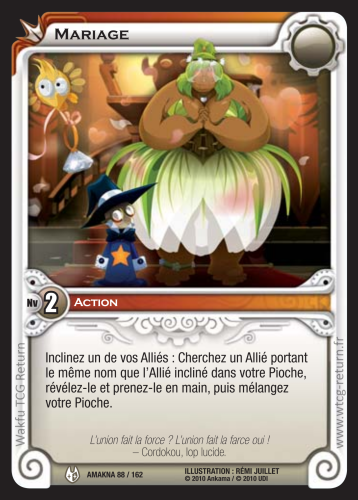 Mariage
Nv 2 Action
Inclinez un de vos Alliés : Cherchez un Allié portant
le même nom que l'Allié incliné dans votre Pioche,
révélez-le et prenez-le en main, puis mélangez
votre Pioche.
L'union fait la force ? L'union fait la force oui !
– Cordokou, Iop lucide.
AMAKNA 88 / 162
ILLUSTRATION : RÉMI JUILLET
© 2010 Ankama / © 2010 UDI
Wakfu TCG Return
www.wtcg-return.fr